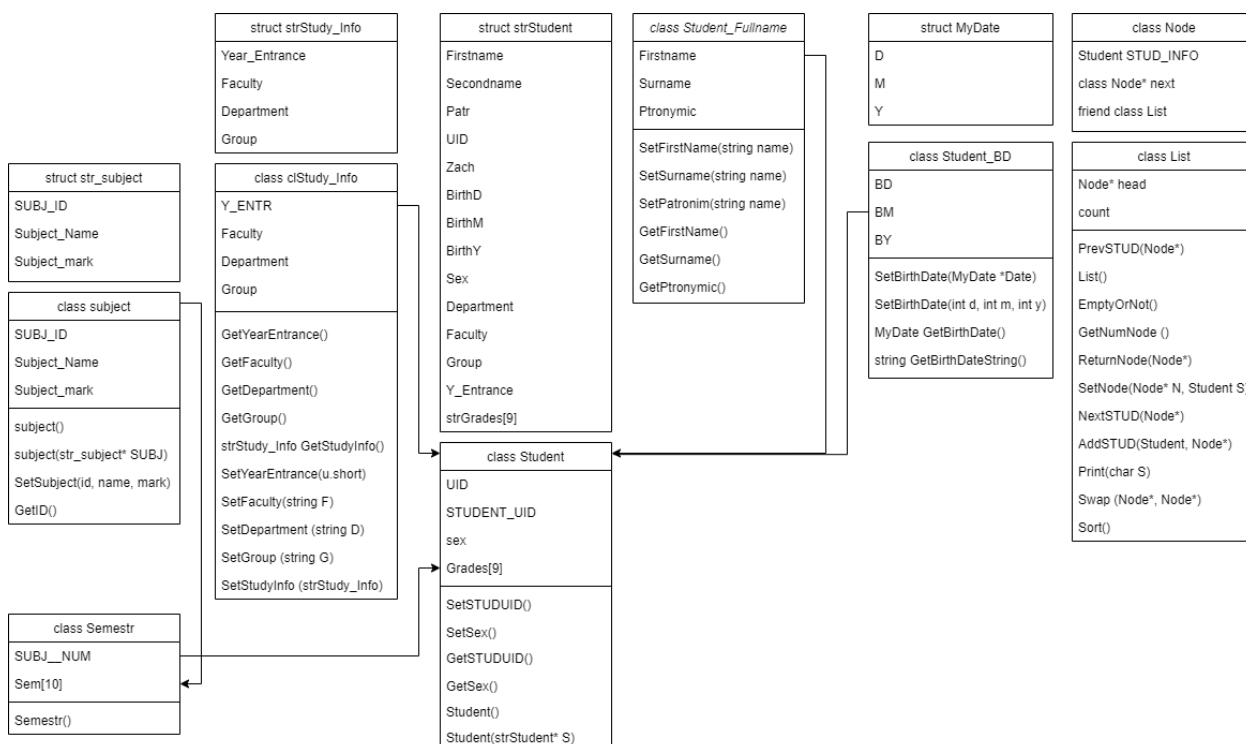 struct strStudy_Info
Year_Entrance
Faculty
Department
Group
struct strStudent
Firstname
Secondname
Patr
UID
Zach
BirthD
BirthM
BirthY
Sex
Department
Faculty
Group
Y_Entrance
strGrades[9]
class Student_Fullname
Firstname
Surname
Ptronymic
SetFirstName(string name)
SetSurname(string name)
SetPatronim(string name)
GetFirstName()
GetSurname()
GetPtronymic()
struct MyDate
D
M
Y
class Node
Student STUD_INFO
class Node* next
friend class List
struct str_subject
SUBJ_ID
Subject_Name
Subject_mark
class clStudy_Info
Y_ENTR
Faculty
Department
Group
GetYearEntrance()
GetFaculty()
GetDepartment()
GetGroup()
strStudy_Info GetStudyInfo()
SetYearEntrance(u.short)
SetFaculty(string F)
SetDepartment (string D)
SetGroup (string G)
SetStudyInfo (strStudy_Info)
class Student_BD
BD
BM
BY
SetBirthDate(MyDate *Date)
SetBirthDate(int d, int m, int y)
MyDate GetBirthDate()
string GetBirthDateString()
class List
Node* head
count
PrevSTUD(Node*)
List()
EmptyOrNot()
GetNumNode ()
ReturnNode(Node*)
SetNode(Node* N, Student S)
NextSTUD(Node*)
AddSTUD(Student, Node*)
Print(char S)
Swap (Node*, Node*)
Sort()
class subject
SUBJ_ID
Subject_Name
Subject_mark
subject()
subject(str_subject* SUBJ)
SetSubject(id, name, mark)
GetID()
class Student
UID
STUDENT_UID
sex
Grades[9]
SetSTUDUID()
SetSex()
GetSTUDUID()
GetSex()
Student()
Student(strStudent* S)
class Semestr
SUBJ__NUM
Sem[10]
Semestr()